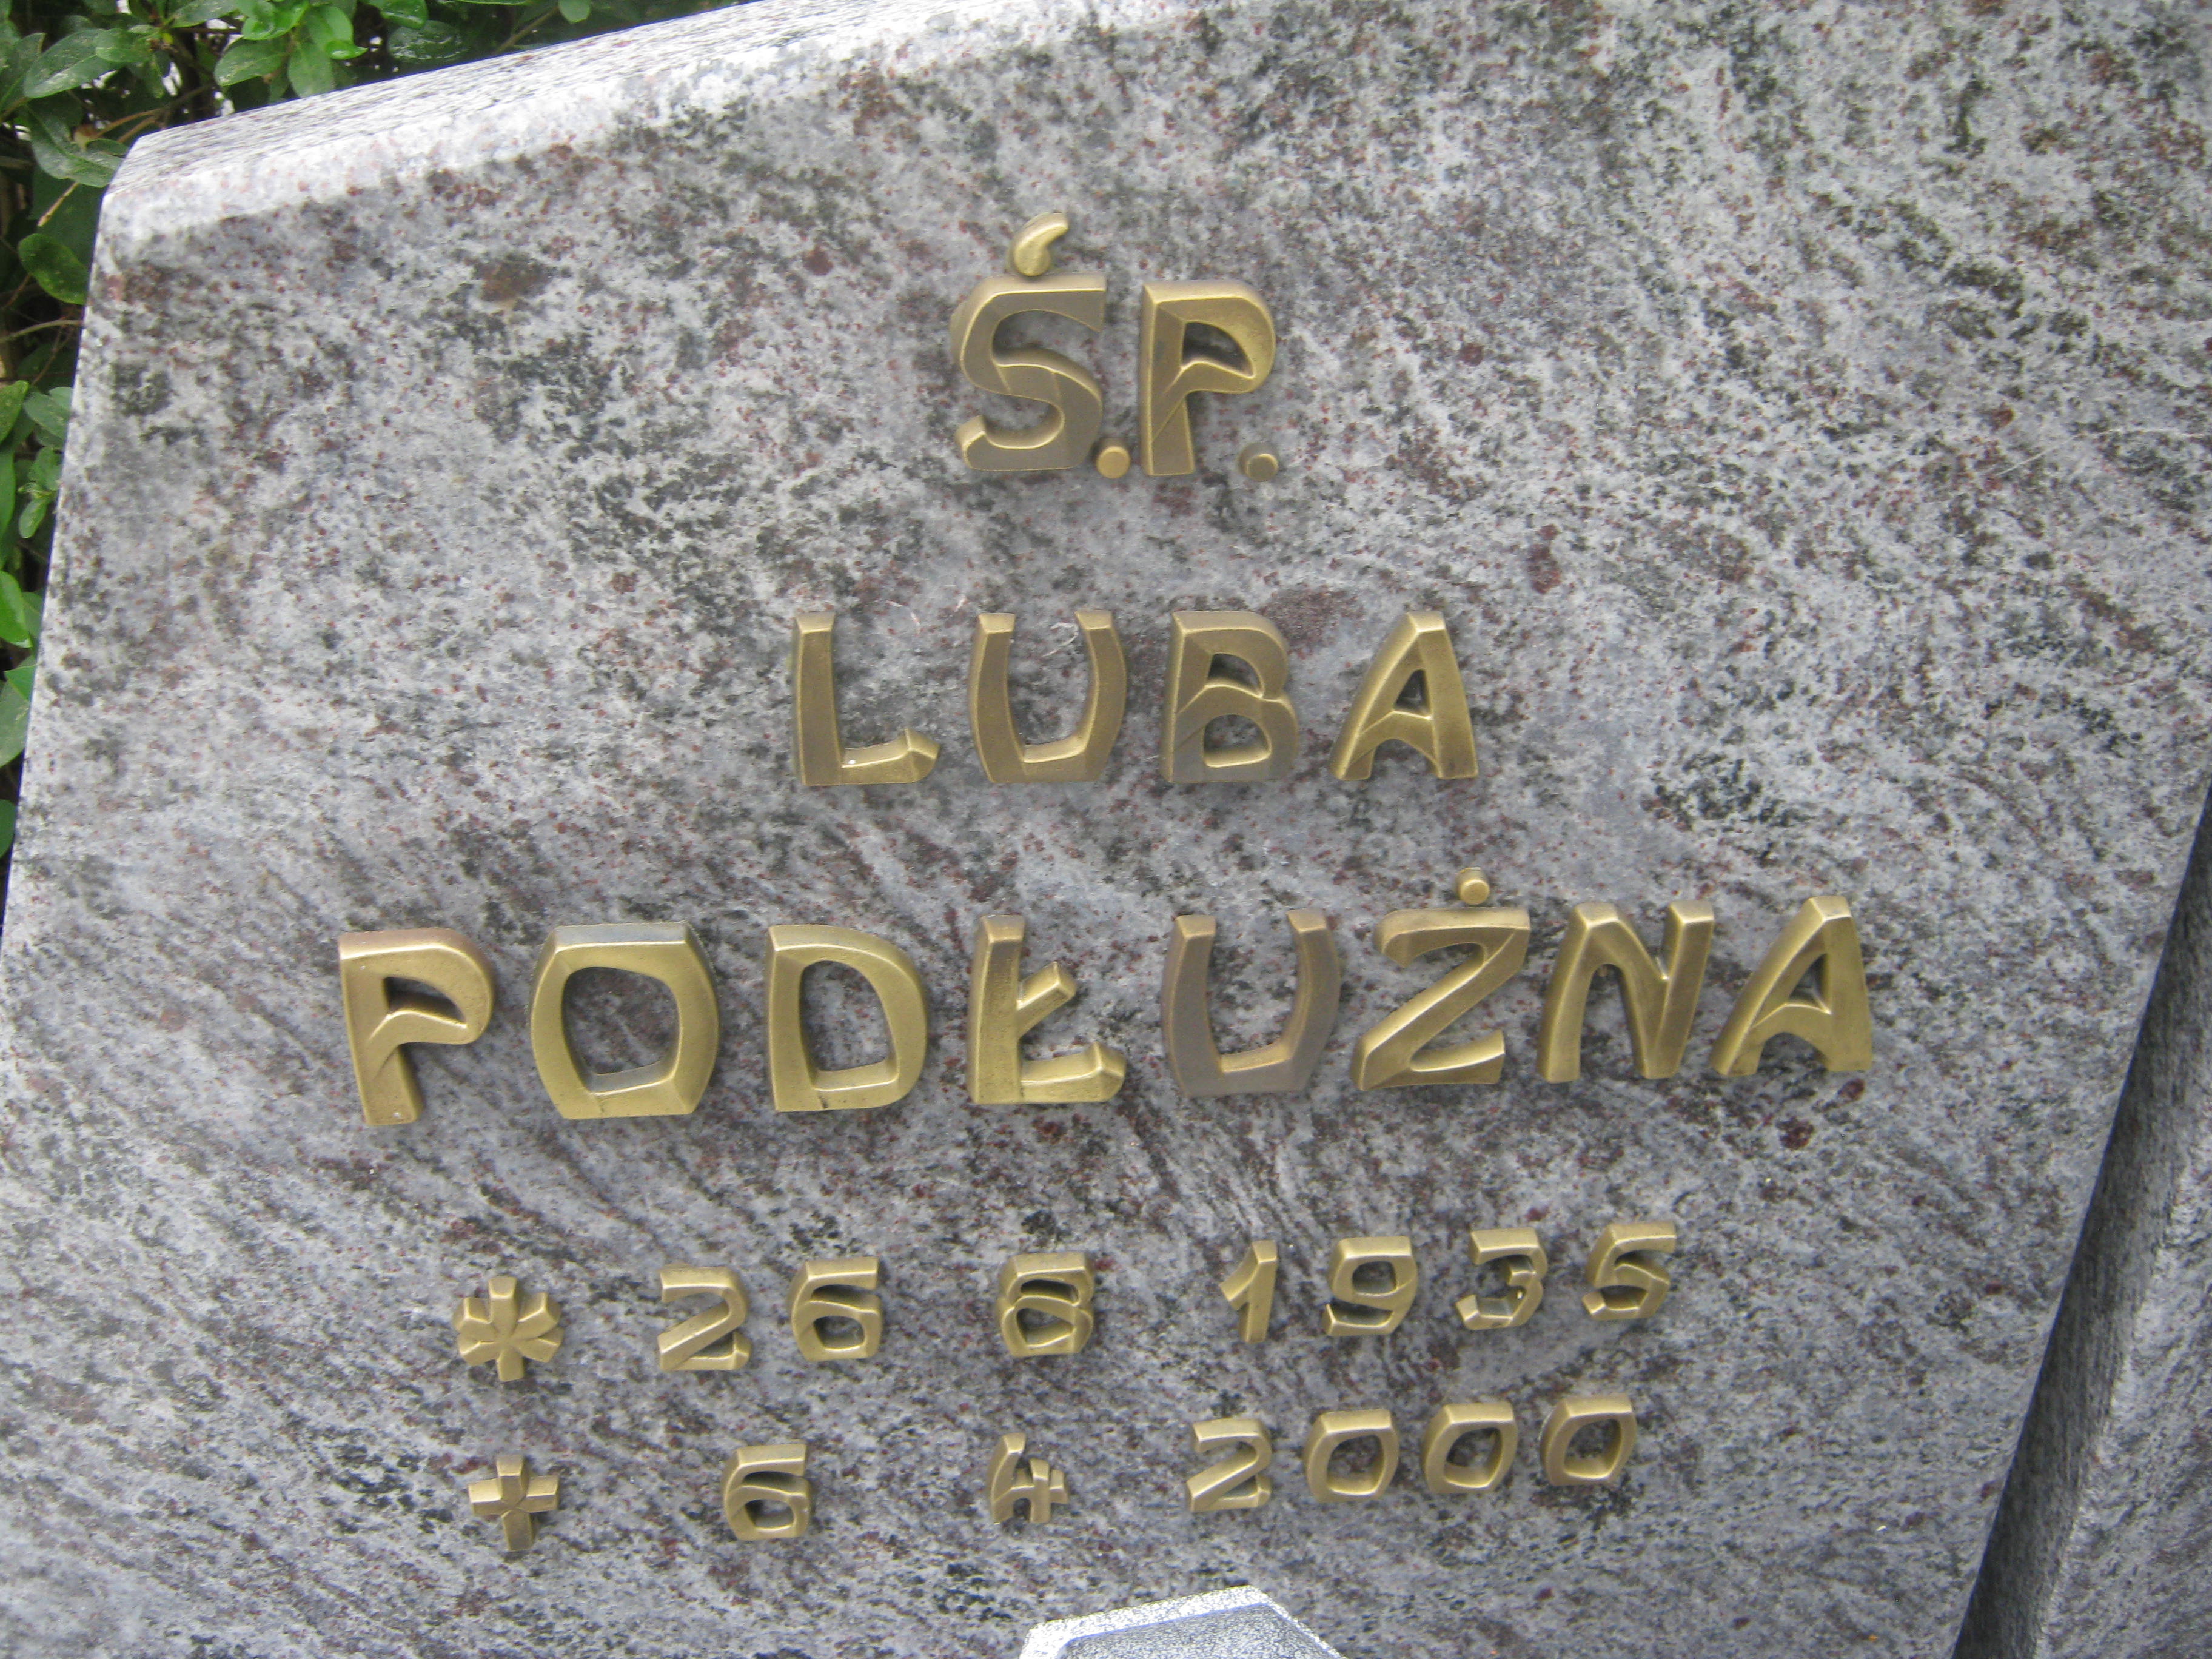 Ś.P.
LUBA
PODŁUŻNA
* 26 8 1935
† 6 4 2000